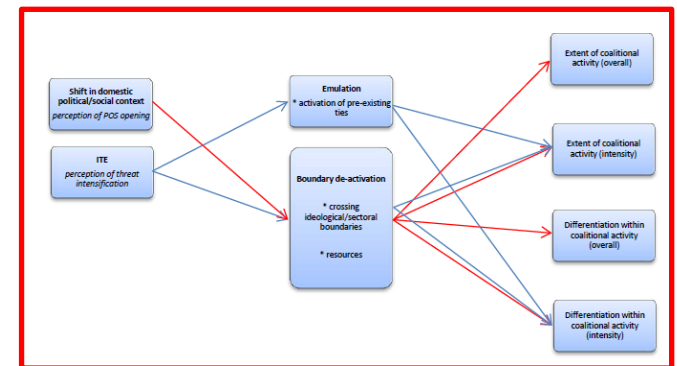 Shift in domestic
political/social context
perception of POS opening
ITE
perception of threat
intensification
Emulation
* activation of pre-existing
ties
Boundary de-activation
* crossing
ideological/sectoral
boundaries
* resources
Extent of coalitional
activity (overall)
Extent of coalitional
activity (intensity)
Differentiation within
coalitional activity
(overall)
Differentiation within
coalitional activity
(intensity)